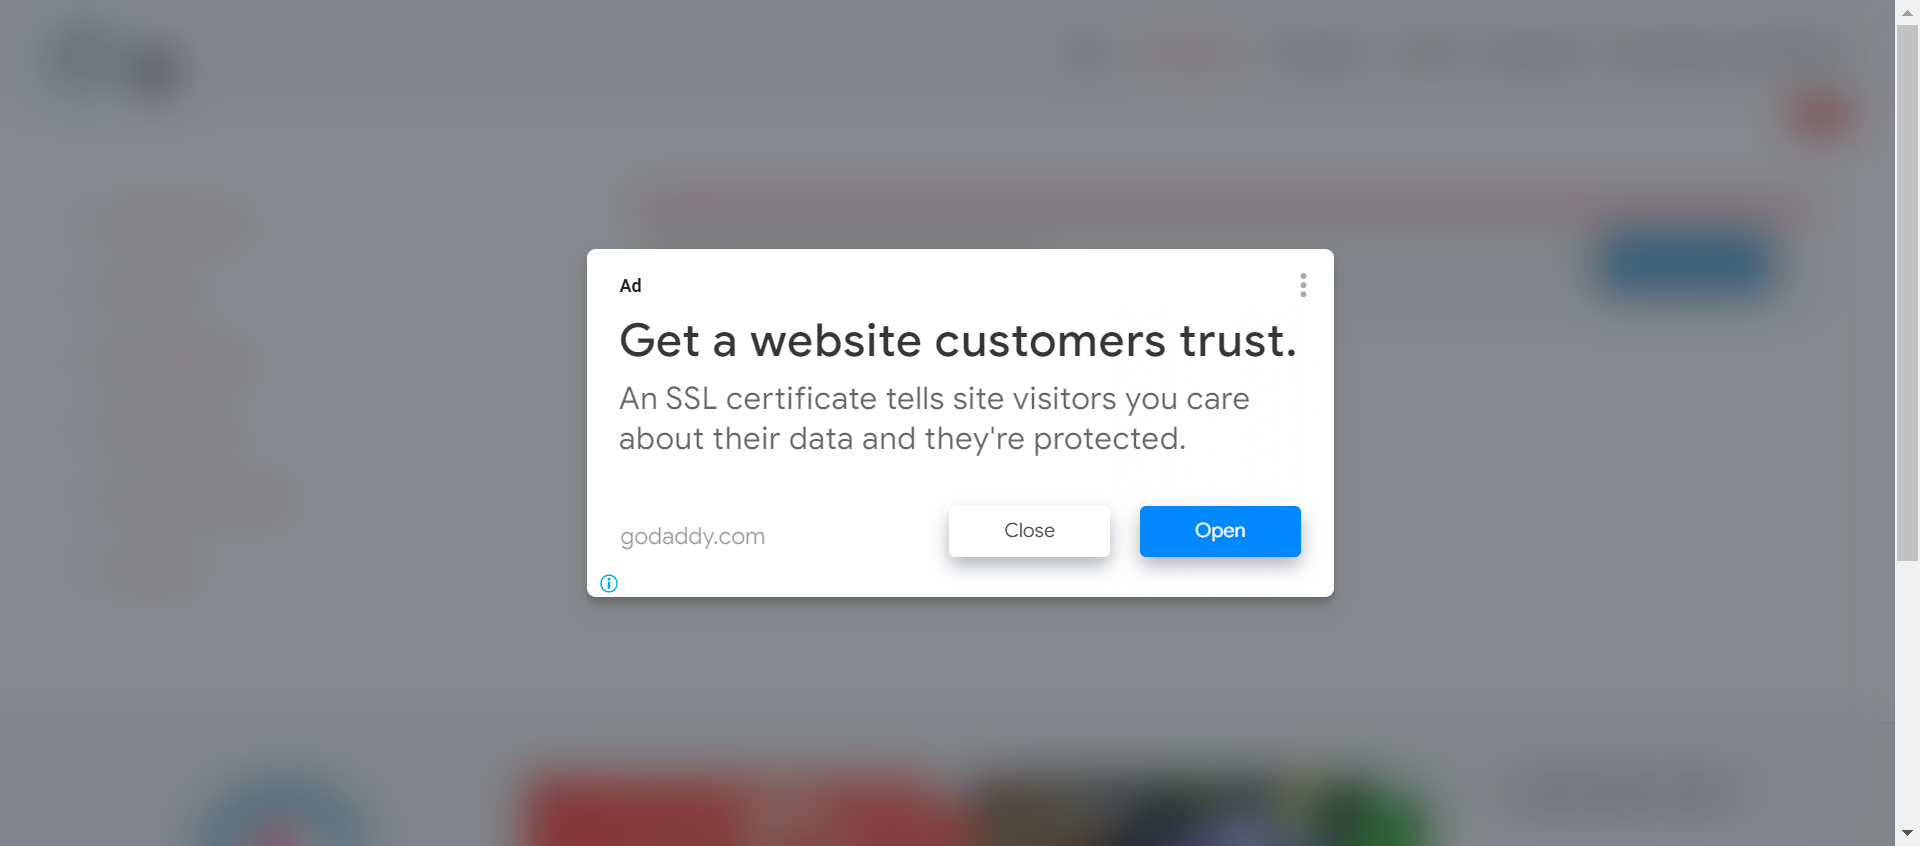 Ad
Get a website customers trust.
An SSL certificate tells site visitors you care
about their data and they're protected.
godaddy.com
Close
Open